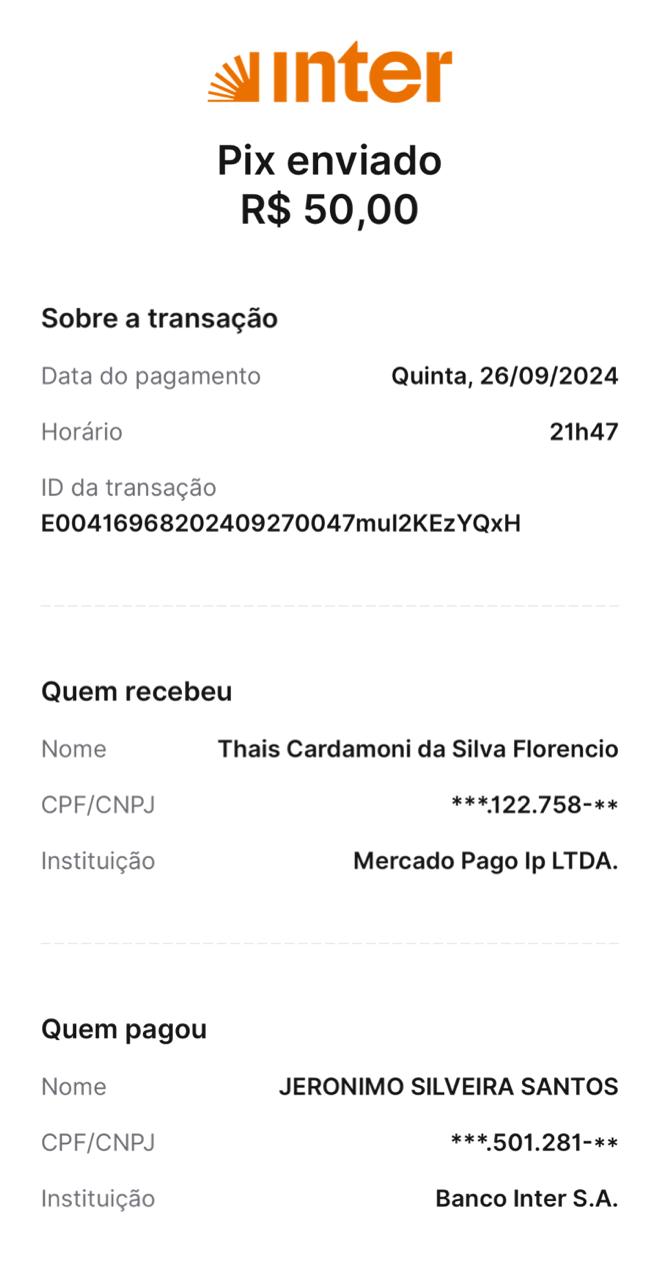 inter
Pix enviado
R$ 50,00
Sobre a transação
Data do pagamento Quinta, 26/09/2024
Horário 21h47
ID da transação
E00416968202409270047mul2KEzYQxH
Quem recebeu
Nome Thais Cardamoni da Silva Florencio
CPF/CNPJ ***.122.758-**
Instituição Mercado Pago Ip LTDA.
Quem pagou
Nome JERONIMO SILVEIRA SANTOS
CPF/CNPJ ***.501.281-**
Instituição Banco Inter S.A.